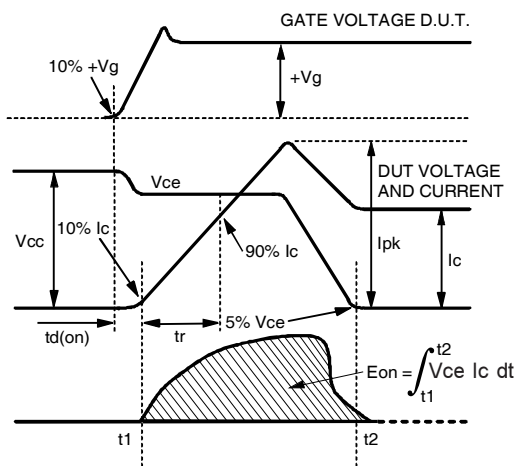 GATE VOLTAGE D.U.T.
10% +Vg
+Vg
Vce
DUT VOLTAGE
AND CURRENT
10% Ic
Vcc
90% Ic
Ipk
Ic
td(on)
tr
5% Vce
Eon = ∫ Vce Ic dt
t2
t1
t1
t2